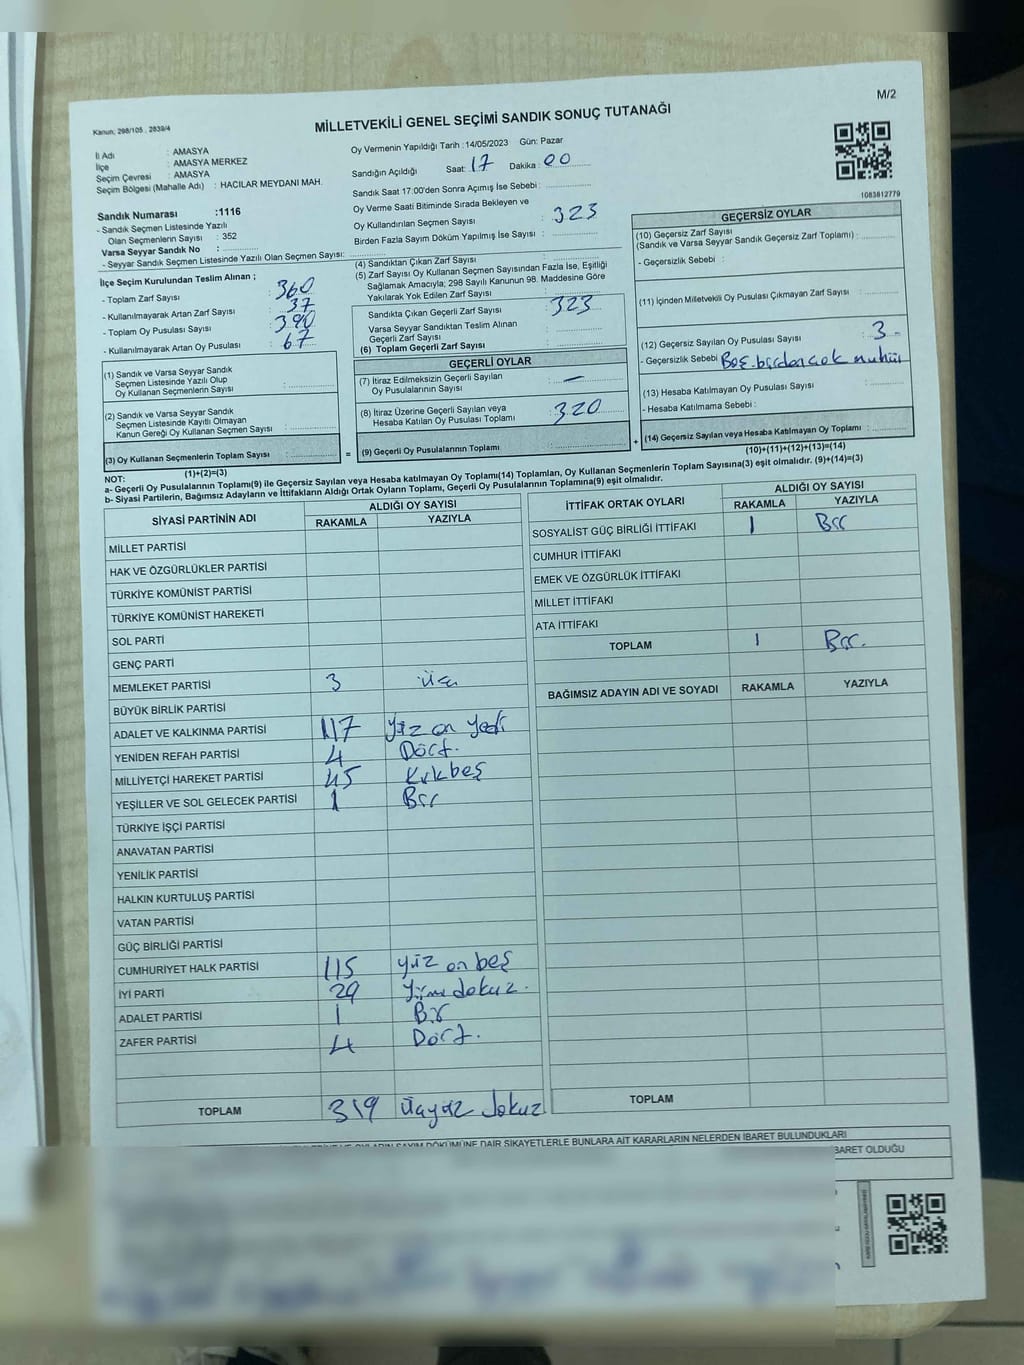 M/2
Kanun; 298/105 , 2839/4
MİLLETVEKİLİ GENEL SEÇİMİ SANDIK SONUÇ TUTANAĞI
İl Adı : AMASYA
İlçe : AMASYA MERKEZ
Seçim Çevresi : AMASYA
Seçim Bölgesi (Mahalle Adı) : HACILAR MEYDANI MAH.
Oy Vermenin Yapıldığı Tarih : 14/05/2023 Gün: Pazar
Sandığın Açıldığı Saat: 17 Dakika : 00
Sandık Saat 17:00'den Sonra Açılmış İse Sebebi :
Oy Verme Saati Bitiminde Sırada Bekleyen ve
Oy Kullandırılan Seçmen Sayısı : 323
Birden Fazla Sayım Döküm Yapılmış İse Sayısı :
1083812779
Sandık Numarası :1116
- Sandık Seçmen Listesinde Yazılı
Olan Seçmenlerin Sayısı : 352
Varsa Seyyar Sandık No :
- Seyyar Sandık Seçmen Listesinde Yazılı Olan Seçmen Sayısı:
İlçe Seçim Kurulundan Teslim Alınan ;
- Toplam Zarf Sayısı : 360
- Kullanılmayarak Artan Zarf Sayısı : 37
- Toplam Oy Pusulası Sayısı : 390
- Kullanılmayarak Artan Oy Pusulası : 67
(1) Sandık ve Varsa Seyyar Sandık
Seçmen Listesinde Yazılı Olup
Oy Kullanan Seçmenlerin Sayısı :
(2) Sandık ve Varsa Seyyar Sandık
Seçmen Listesinde Kayıtlı Olmayan
Kanun Gereği Oy Kullanan Seçmen Sayısı :
(3) Oy Kullanan Seçmenlerin Toplam Sayısı :
(1)+(2)=(3)
(4) Sandıktan Çıkan Zarf Sayısı :
(5) Zarf Sayısı Oy Kullanan Seçmen Sayısından Fazla İse, Eşitliği
Sağlamak Amacıyla; 298 Sayılı Kanunun 98. Maddesine Göre
Yakılarak Yok Edilen Zarf Sayısı :
Sandıkta Çıkan Geçerli Zarf Sayısı : 323
Varsa Seyyar Sandıktan Teslim Alınan
Geçerli Zarf Sayısı :
(6) Toplam Geçerli Zarf Sayısı :
GEÇERLİ OYLAR
(7) İtiraz Edilmeksizin Geçerli Sayılan
Oy Pusulalarının Sayısı : —
(8) İtiraz Üzerine Geçerli Sayılan veya
Hesaba Katılan Oy Pusulası Toplamı : 320
= (9) Geçerli Oy Pusulalarının Toplamı : +
GEÇERSİZ OYLAR
(10) Geçersiz Zarf Sayısı
(Sandık ve Varsa Seyyar Sandık Geçersiz Zarf Toplamı) :
- Geçersizlik Sebebi :
(11) İçinden Milletvekili Oy Pusulası Çıkmayan Zarf Sayısı :
(12) Geçersiz Sayılan Oy Pusulası Sayısı : 3-
- Geçersizlik Sebebi : Boş-birden çok mühür
(13) Hesaba Katılmayan Oy Pusulası Sayısı :
- Hesaba Katılmama Sebebi :
(14) Geçersiz Sayılan veya Hesaba Katılmayan Oy Toplamı :
(10)+(11)+(12)+(13)=(14)
NOT:
a- Geçerli Oy Pusulalarının Toplamı(9) ile Geçersiz Sayılan veya Hesaba katılmayan Oy Toplamı(14) Toplamları, Oy Kullanan Seçmenlerin Toplam Sayısına(3) eşit olmalıdır. (9)+(14)=(3)
b- Siyasi Partilerin, Bağımsız Adayların ve İttifakların Aldığı Ortak Oyların Toplamı, Geçerli Oy Pusulalarının Toplamına(9) eşit olmalıdır.
SİYASİ PARTİNİN ADI ALDIĞI OY SAYISI
RAKAMLA YAZIYLA
MİLLET PARTİSİ
HAK VE ÖZGÜRLÜKLER PARTİSİ
TÜRKİYE KOMÜNİST PARTİSİ
TÜRKİYE KOMÜNİST HAREKETİ
SOL PARTİ
GENÇ PARTİ
MEMLEKET PARTİSİ 3 Üç
BÜYÜK BİRLİK PARTİSİ
ADALET VE KALKINMA PARTİSİ 117 Yüz on yedi
YENİDEN REFAH PARTİSİ 4 Dört.
MİLLİYETÇİ HAREKET PARTİSİ 45 Kırkbeş
YEŞİLLER VE SOL GELECEK PARTİSİ 1 Bir
TÜRKİYE İŞÇİ PARTİSİ
ANAVATAN PARTİSİ
YENİLİK PARTİSİ
HALKIN KURTULUŞ PARTİSİ
VATAN PARTİSİ
GÜÇ BİRLİĞİ PARTİSİ
CUMHURİYET HALK PARTİSİ 115 yüz on beş
İYİ PARTİ 29 Yirmi dokuz.
ADALET PARTİSİ 1 Bir
ZAFER PARTİSİ 4 Dört.
TOPLAM 319 Üçyüz dokuz
İTTİFAK ORTAK OYLARI ALDIĞI OY SAYISI
RAKAMLA YAZIYLA
SOSYALİST GÜÇ BİRLİĞİ İTTİFAKI 1 Bir
CUMHUR İTTİFAKI
EMEK VE ÖZGÜRLÜK İTTİFAKI
MİLLET İTTİFAKI
ATA İTTİFAKI
TOPLAM 1 Bir.
BAĞIMSIZ ADAYIN ADI VE SOYADI RAKAMLA YAZIYLA
TOPLAM
OYLARIN SAYIM DÖKÜMÜNE DAİR ŞİKAYETLERLE BUNLARA AİT KARARLARIN NELERDEN İBARET BULUNDUKLARI
BARET OLDUĞU